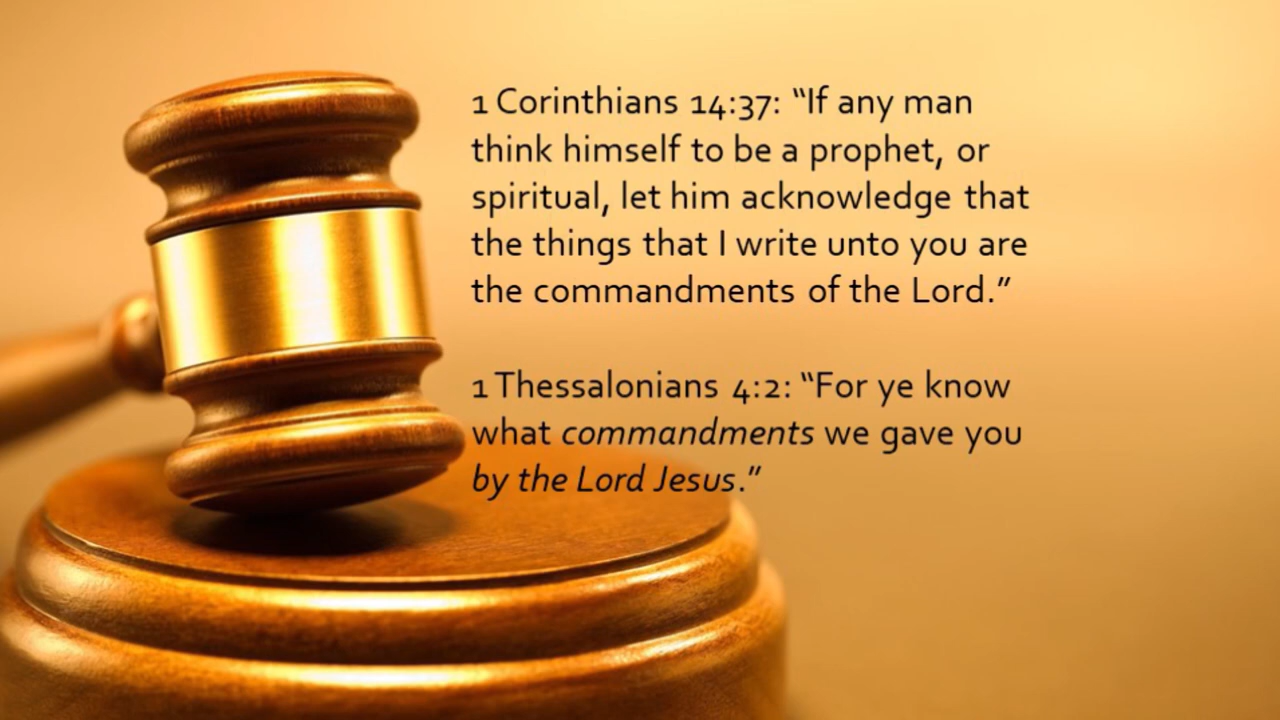 1 Corinthians 14:37: “If any man
think himself to be a prophet, or
spiritual, let him acknowledge that
the things that I write unto you are
the commandments of the Lord.”
1 Thessalonians 4:2: “For ye know
what commandments we gave you
by the Lord Jesus.”